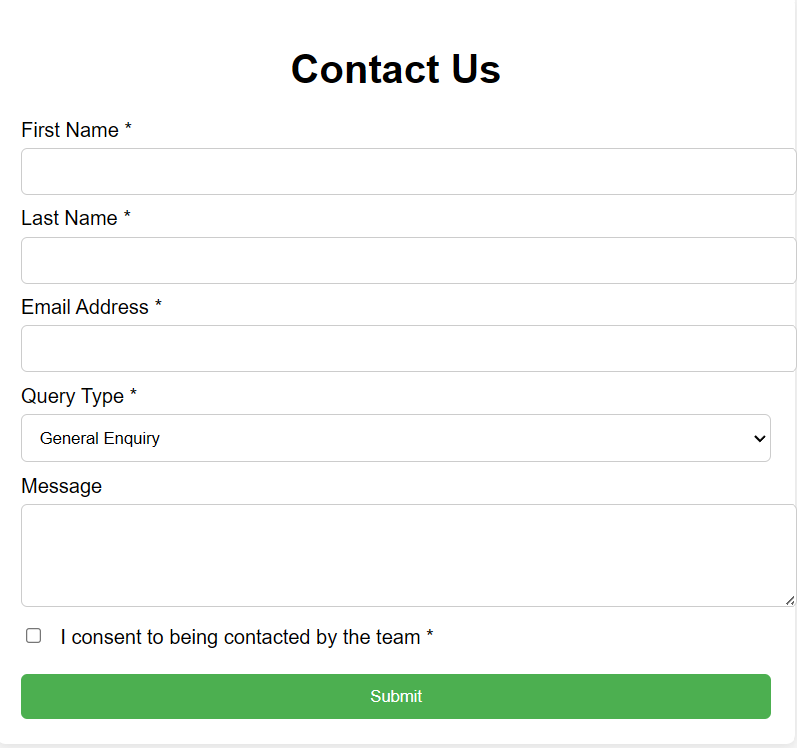 Contact Us
First Name *
Last Name *
Email Address *
Query Type *
General Enquiry
Message
I consent to being contacted by the team *
Submit